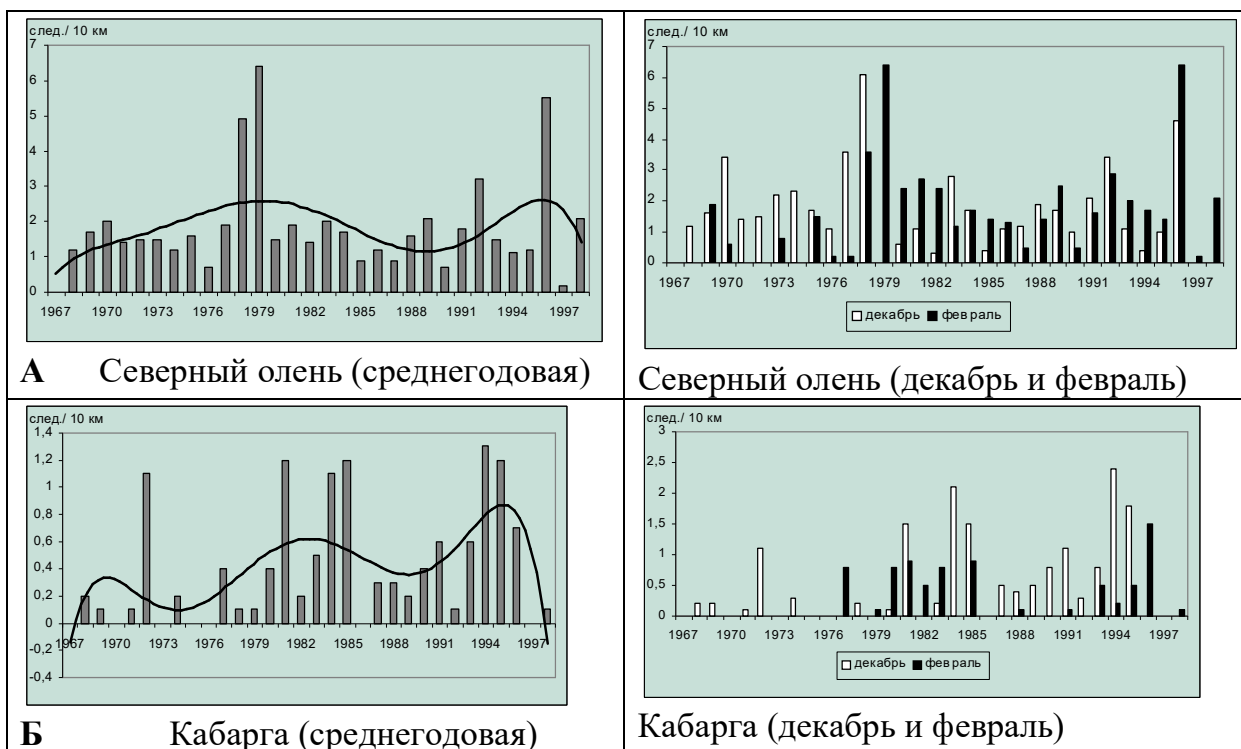 след./ 10 км
7
6
5
4
3
2
1
0
1967 1970 1973 1976 1979 1982 1985 1988 1991 1994 1997
А Северный олень (среднегодовая)
след./ 10 км
7
6
5
4
3
2
1
0
1967 1970 1973 1976 1979 1982 1985 1988 1991 1994 1997
декабрь февраль
Северный олень (декабрь и февраль)
след./ 10 км
1,4
1,2
1
0,8
0,6
0,4
0,2
0
-0,2
-0,4
1967 1970 1973 1976 1979 1982 1985 1988 1991 1994 1997
Б Кабарга (среднегодовая)
след./ 10 км
3
2,5
2
1,5
1
0,5
0
1967 1970 1973 1976 1979 1982 1985 1988 1991 1994 1997
декабрь февраль
Кабарга (декабрь и февраль)